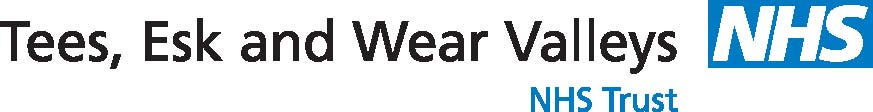 Tees, Esk and Wear Valleys NHS
NHS Trust